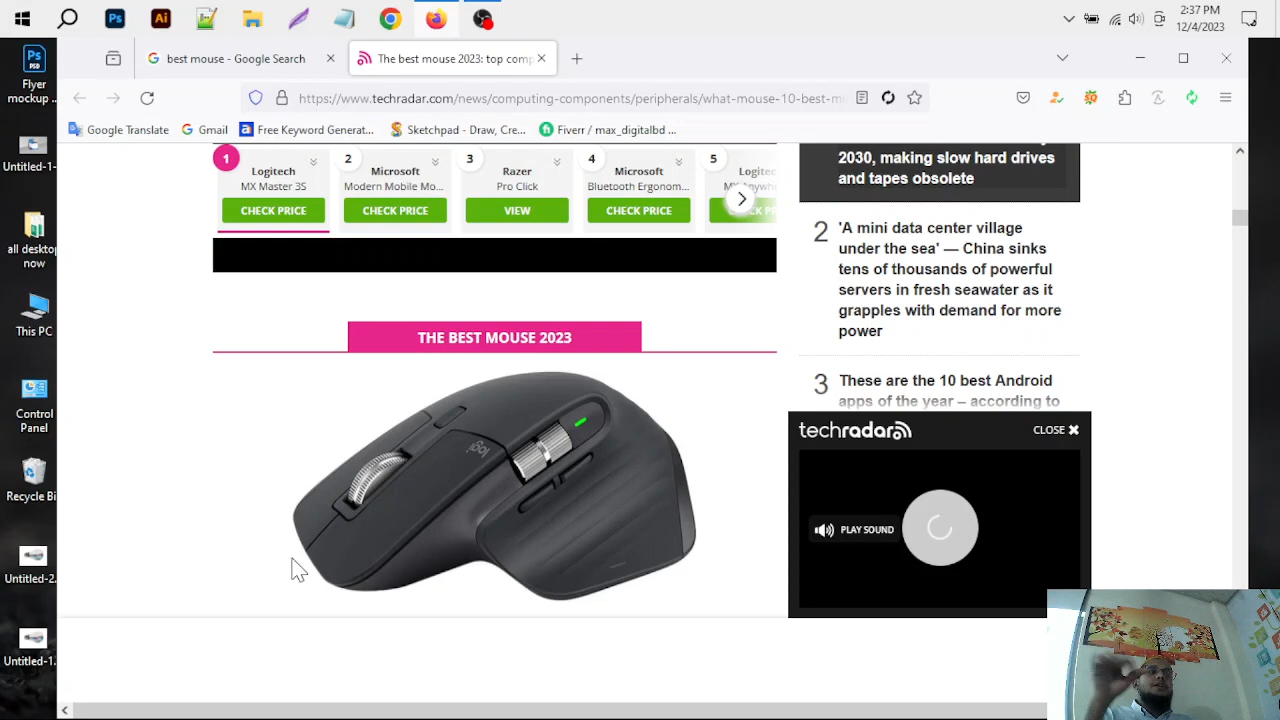 2:37 PM
12/4/2023
Ps
Flyer
mockup ...
Untitled-1-
all desktop
now
This PC
Control
Panel
Recycle Bi
Untitled-2.
Untitled-1.
best mouse - Google Search
The best mouse 2023: top comp
https://www.techradar.com/news/computing-components/peripherals/what-mouse-10-best-m
Google Translate
Gmail
Free Keyword Generat...
Sketchpad - Draw, Cre...
Fiverr / max_digitalbd ...
1
Logitech
MX Master 3S
CHECK PRICE
2
Microsoft
Modern Mobile Mo...
CHECK PRICE
3
Razer
Pro Click
VIEW
4
Microsoft
Bluetooth Ergonom...
CHECK PRICE
5
THE BEST MOUSE 2023
logi
2030, making slow hard drives
and tapes obsolete
2
'A mini data center village
under the sea' — China sinks
tens of thousands of powerful
servers in fresh seawater as it
grapples with demand for more
power
3
These are the 10 best Android
apps of the year – according to
techradar
CLOSE
PLAY SOUND